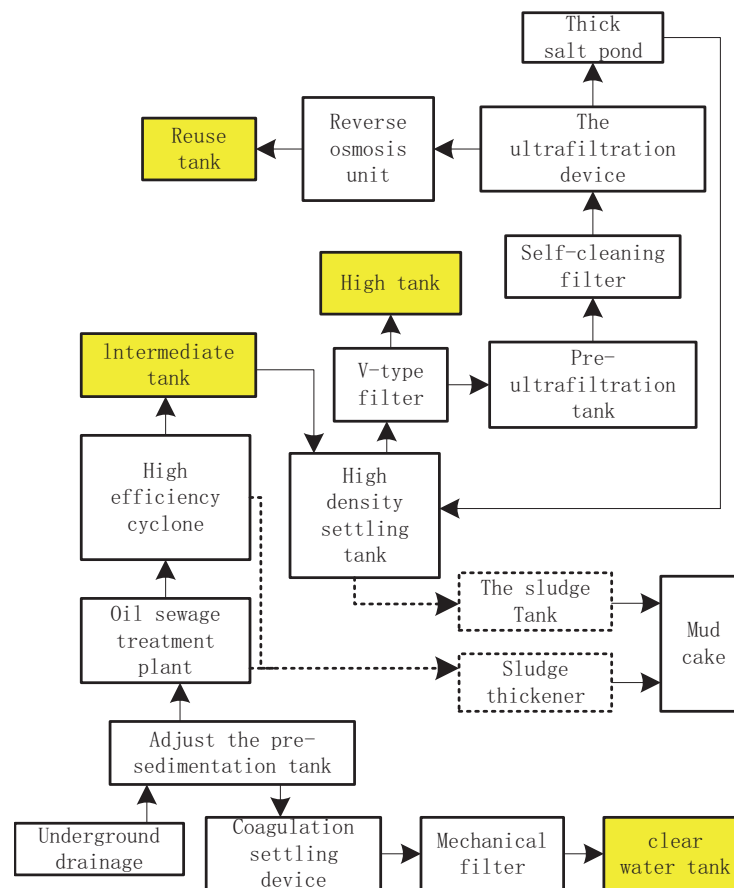 Thick
salt pond
Reuse
tank
Reverse
osmosis
unit
The
ultrafiltration
device
Self-cleaning
filter
High tank
lntermediate
tank
V-type
filter
Pre-
ultrafiltration
tank
High
efficiency
cyclone
High
density
settling
tank
The sludge
Tank
Mud
cake
Oil sewage
treatment
plant
Sludge
thickener
Adjust the pre-
sedimentation tank
Underground
drainage
Coagulation
settling
device
Mechanical
filter
clear
water tank